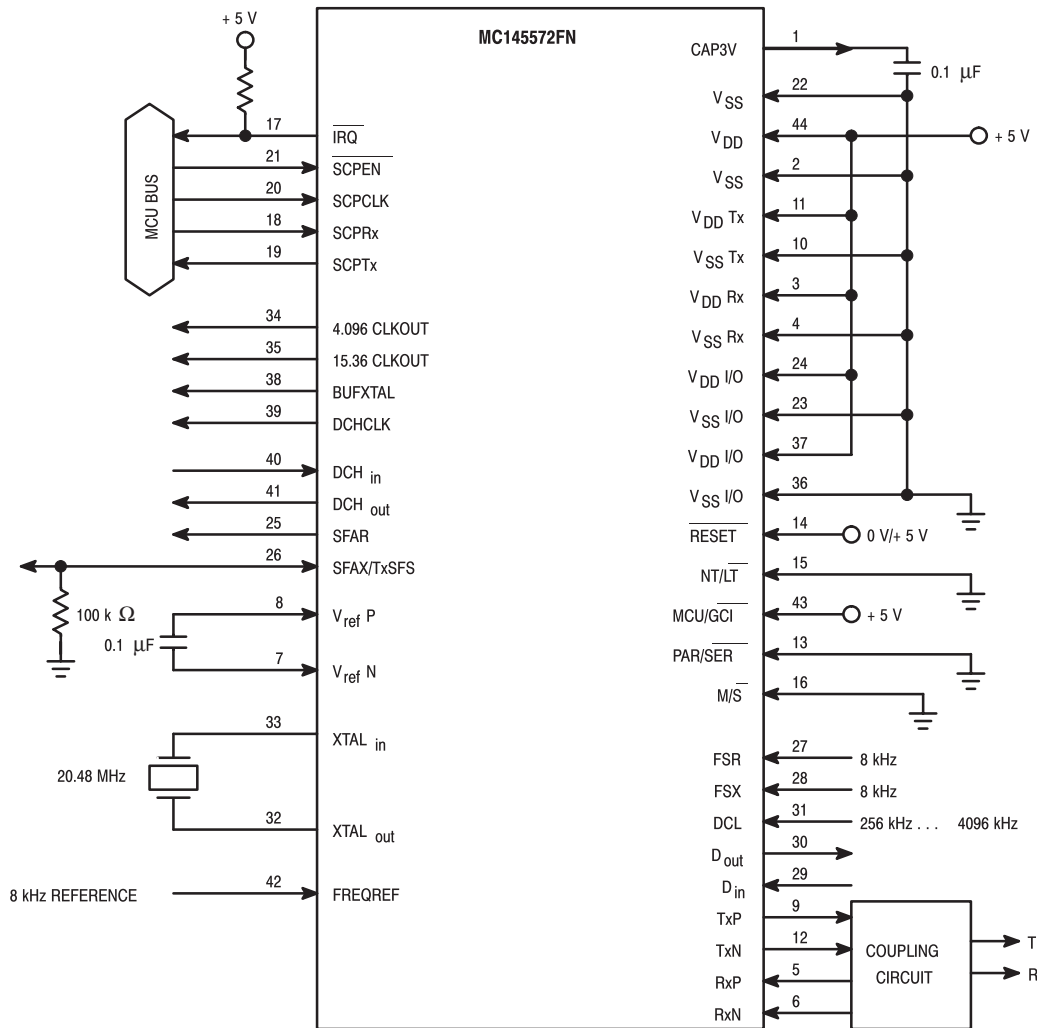 + 5 V
MC145572FN
MCU BUS
17 IRQ
21 SCPEN
20 SCPCLK
18 SCPRx
19 SCPTx
34 4.096 CLKOUT
35 15.36 CLKOUT
38 BUFXTAL
39 DCHCLK
40 DCH in
41 DCH out
25 SFAR
26 SFAX/TxSFS
100 k Ω
8 V ref P
0.1 μF
7 V ref N
33 XTAL in
20.48 MHz
32 XTAL out
8 kHz REFERENCE 42 FREQREF
CAP3V 1
0.1 μF
V SS 22
V DD 44 + 5 V
V SS 2
V DD Tx 11
V SS Tx 10
V DD Rx 3
V SS Rx 4
V DD I/O 24
V SS I/O 23
V DD I/O 37
V SS I/O 36
RESET 14 0 V/+ 5 V
NT/LT 15
MCU/GCI 43 + 5 V
PAR/SER 13
M/S 16
FSR 27 8 kHz
FSX 28 8 kHz
DCL 31 256 kHz . . . 4096 kHz
D out 30
D in 29
TxP 9
TxN 12
RxP 5
RxN 6
COUPLING
CIRCUIT
T
R